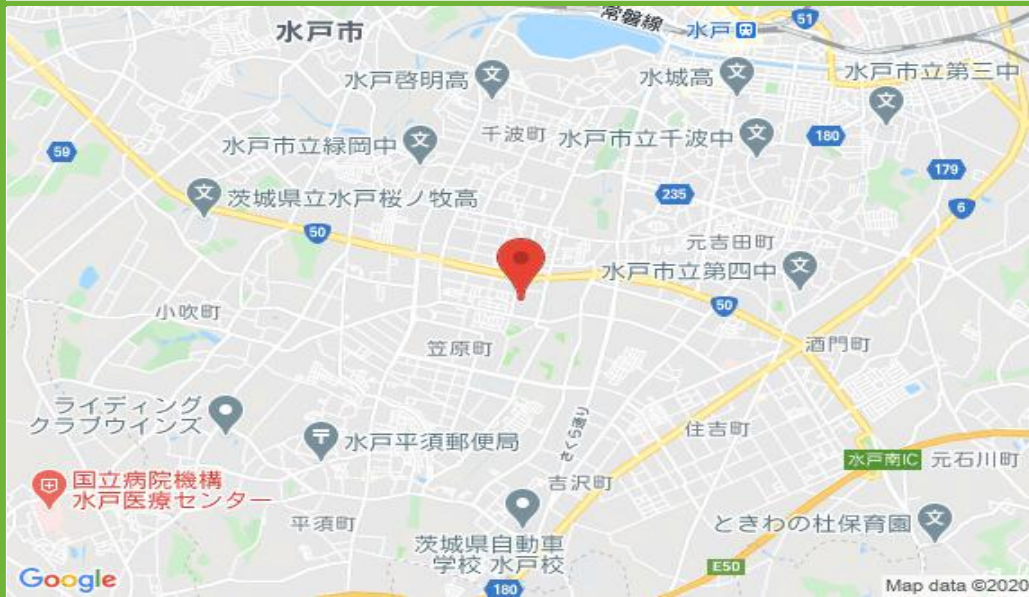 常磐線
水戸
51
水戸市
水戸啓明高
水城高
水戸市立第三中
千波町
水戸市立千波中
180
水戸市立緑岡中
59
179
茨城県立水戸桜ノ牧高
235
6
50
元吉田町
水戸市立第四中
50
小吹町
笠原町
酒門町
ライディング
クラブウインズ
さくら通り
住吉町
水戸平須郵便局
水戸南IC
元石川町
国立病院機構
水戸医療センター
吉沢町
平須町
ときわの杜保育園
茨城県自動車
学校 水戸校
E50
180
Google
Map data ©2020